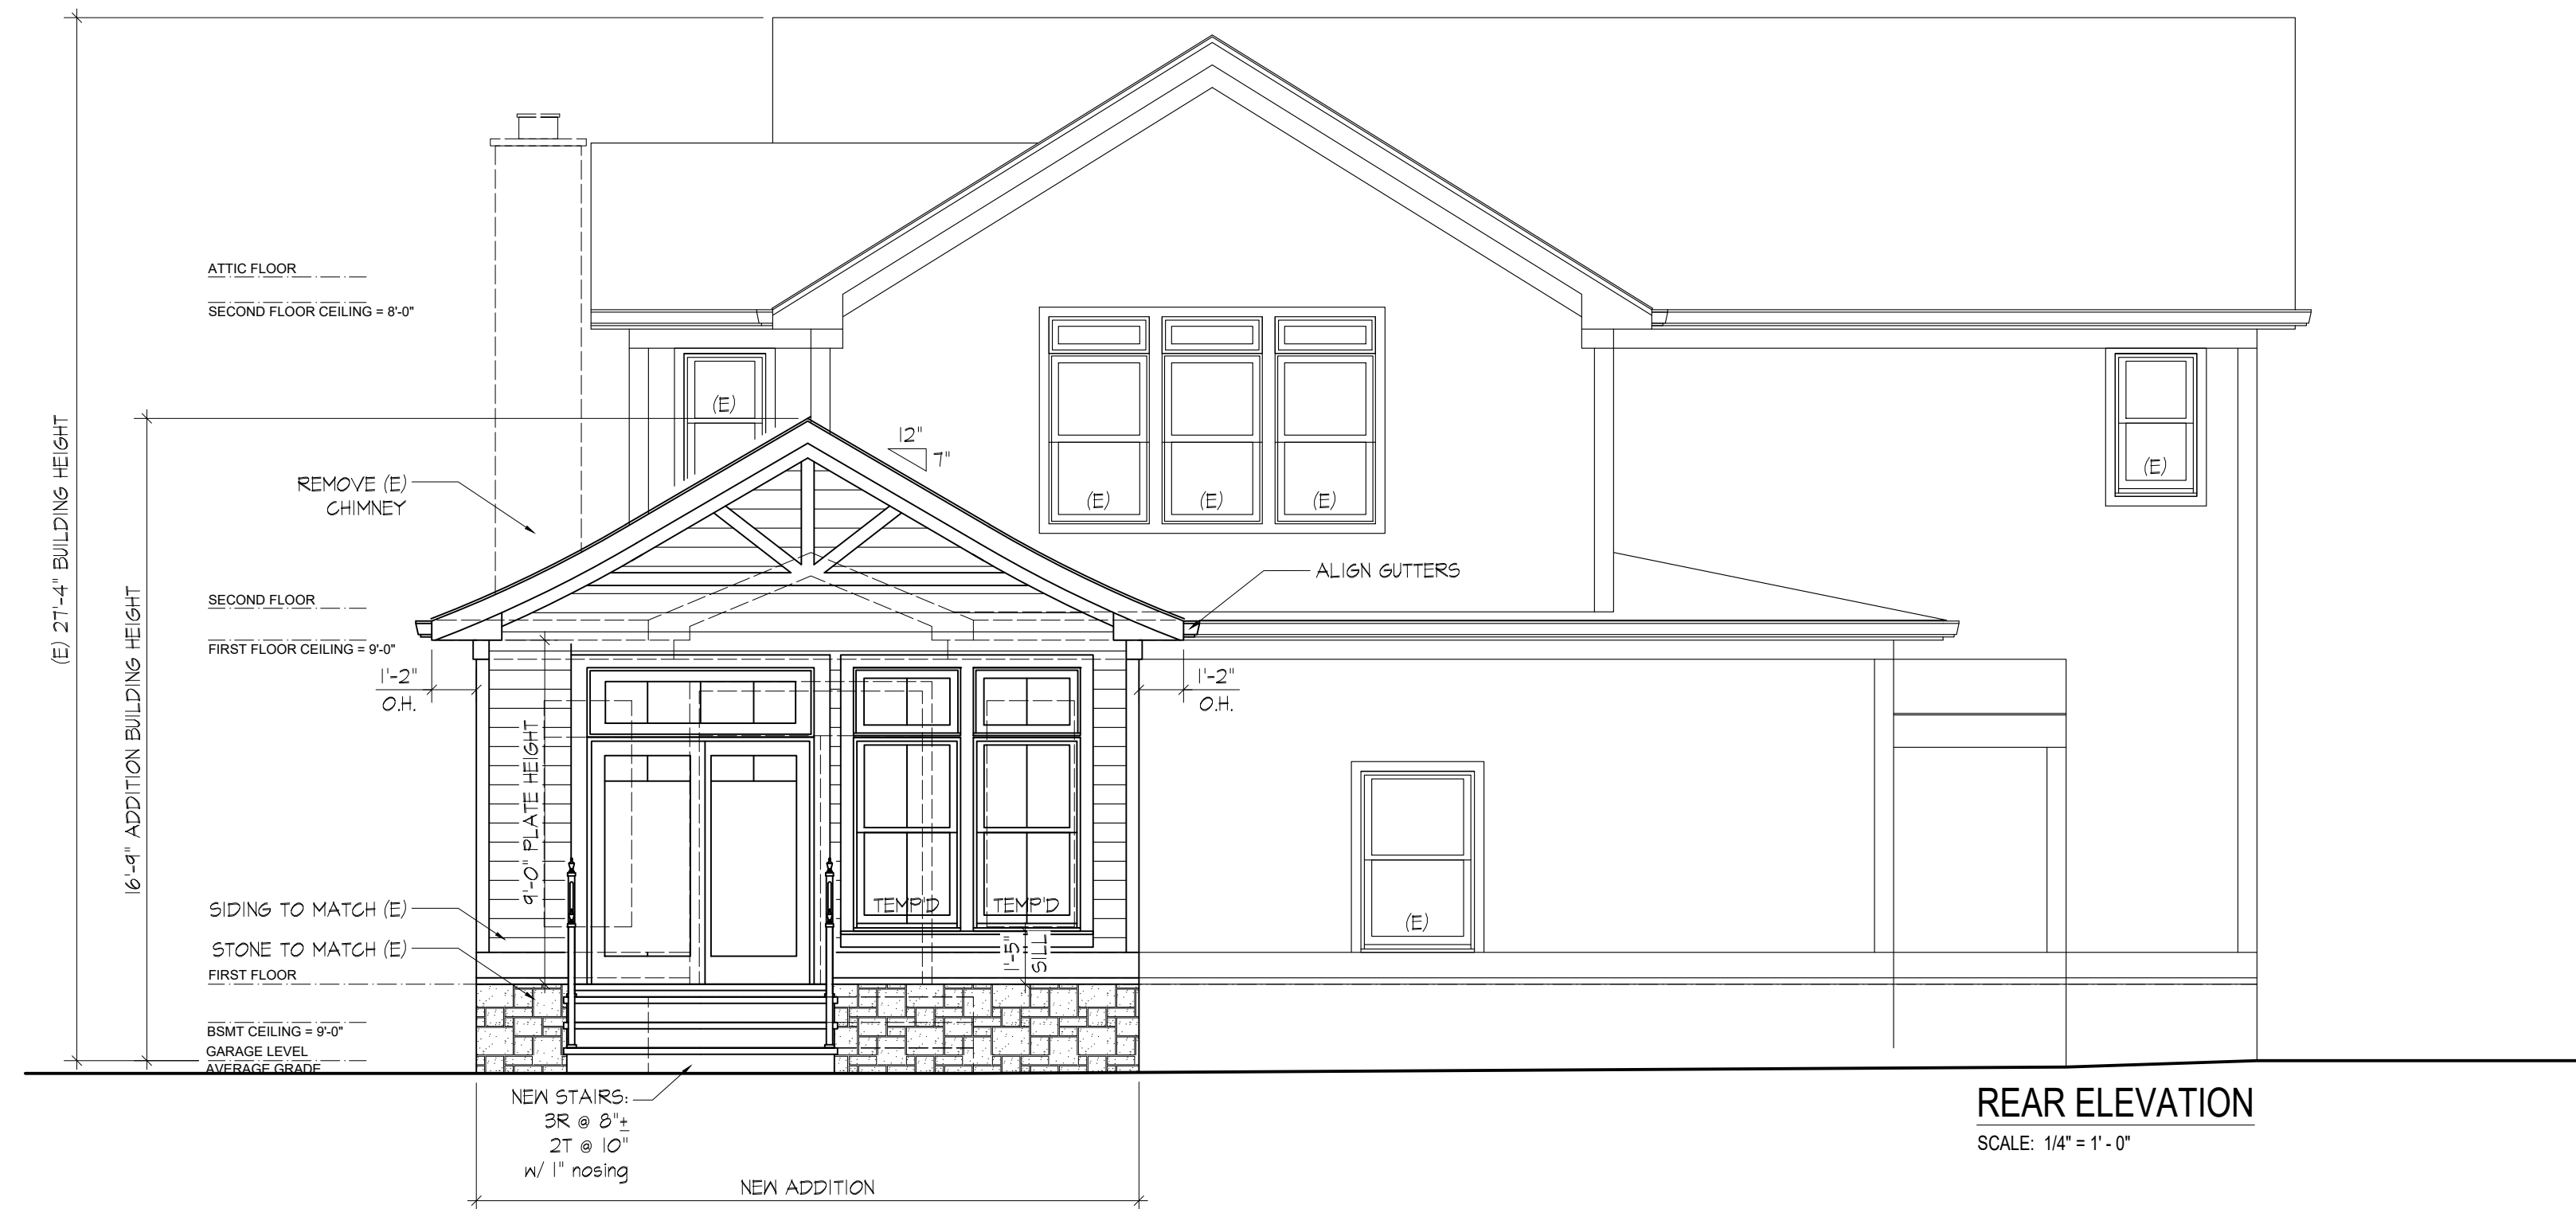 ATTIC FLOOR
SECOND FLOOR CEILING = 8'-0"
(E) 27'-4" BUILDING HEIGHT
16'-9" ADDITION BUILDING HEIGHT
(E)
12"
7"
REMOVE (E)
CHIMNEY
(E)
(E)
(E)
(E)
ALIGN GUTTERS
SECOND FLOOR
FIRST FLOOR CEILING = 9'-0"
1'-2"
O.H.
1'-2"
O.H.
9'-0" PLATE HEIGHT
TEMP'D
TEMP'D
(E)
SIDING TO MATCH (E)
STONE TO MATCH (E)
1'-5"
SILL
FIRST FLOOR
BSMT CEILING = 9'-0"
GARAGE LEVEL
AVERAGE GRADE
NEW STAIRS:
3R @ 8"±
2T @ 10"
w/ 1" nosing
NEW ADDITION
REAR ELEVATION
SCALE: 1/4" = 1' - 0"